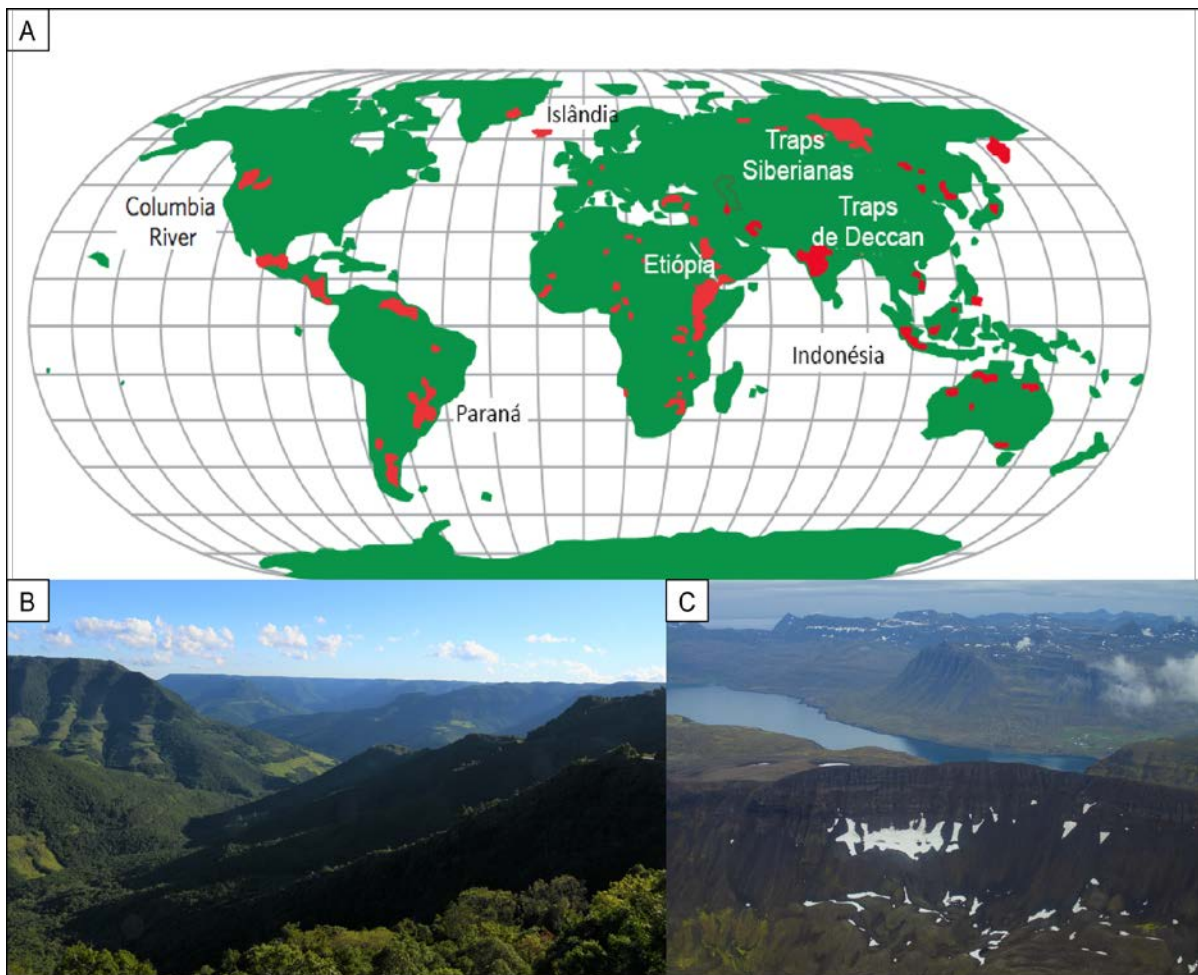 A
Islândia
Traps
Siberianas
Columbia
River
Traps
de Deccan
Etiópia
Indonésia
Paraná
B
C